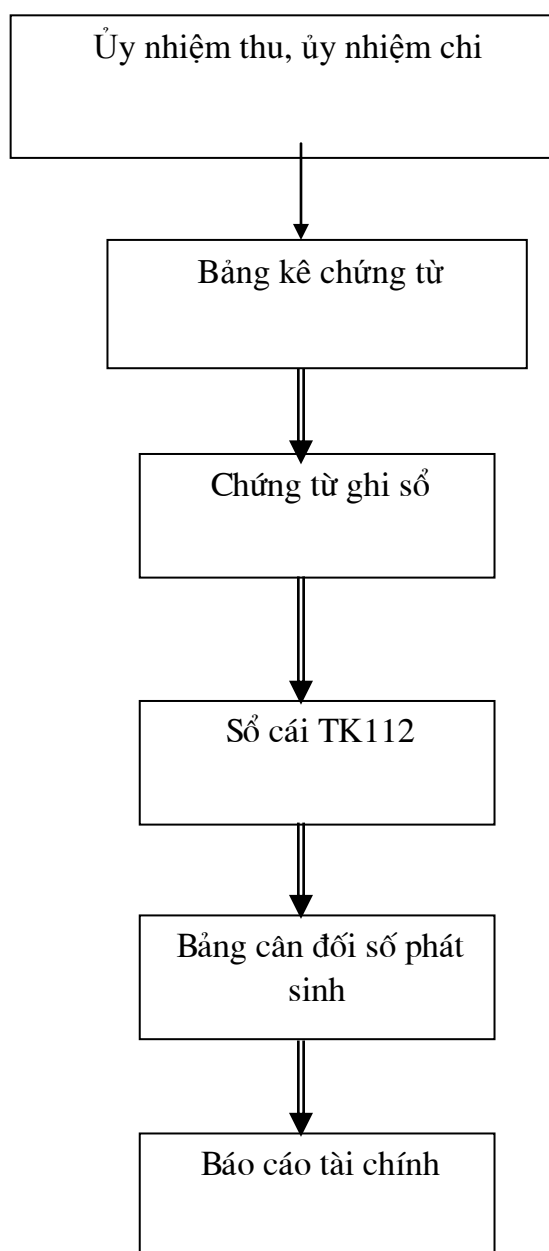 Ủy nhiệm thu, ủy nhiệm chi
Bảng kê chứng từ
Chứng từ ghi sổ
Sổ cái TK112
Bảng cân đối số phát
sinh
Báo cáo tài chính